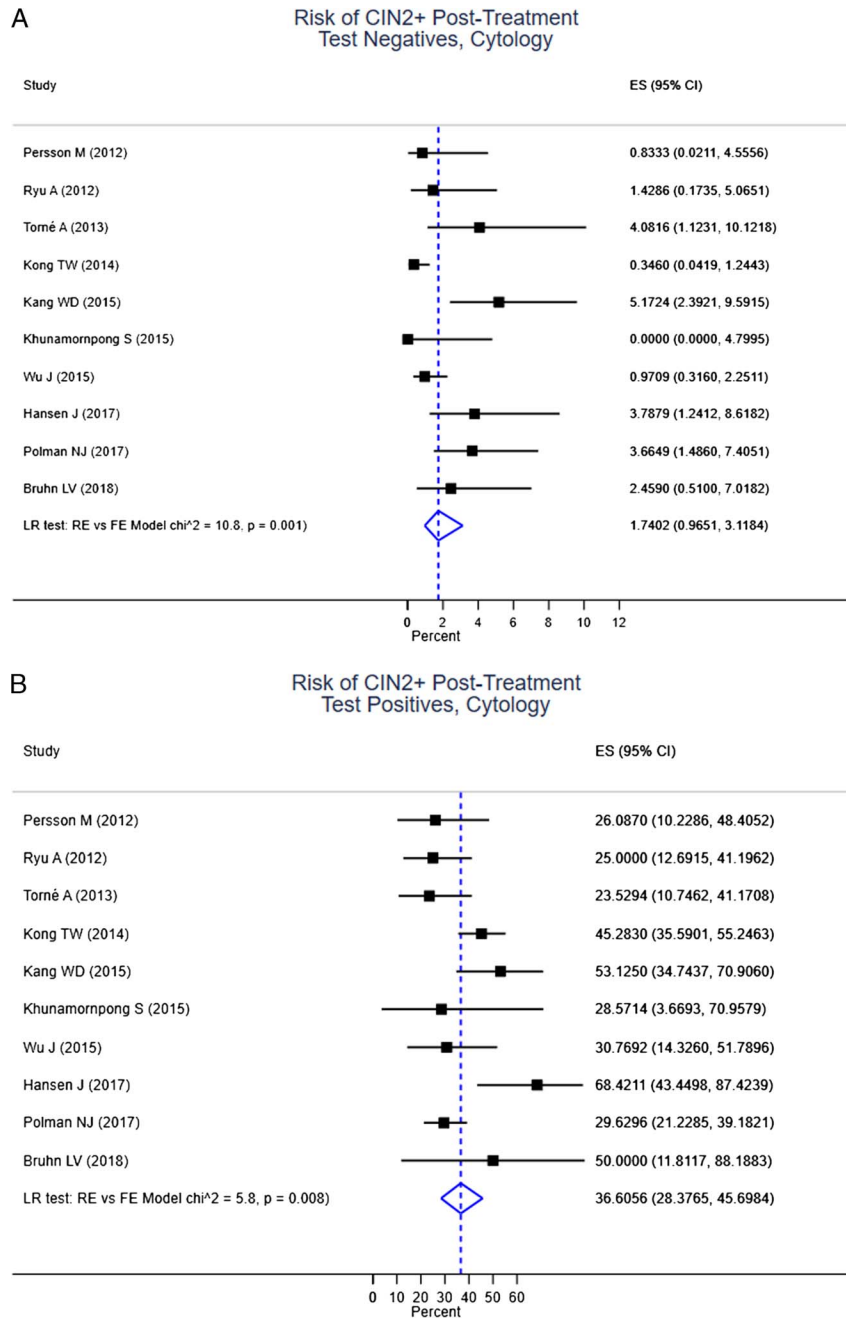 A
Risk of CIN2+ Post-Treatment
Test Negatives, Cytology
Study ES (95% CI)
Persson M (2012) 0.8333 (0.0211, 4.5556)
Ryu A (2012) 1.4286 (0.1735, 5.0651)
Torné A (2013) 4.0816 (1.1231, 10.1218)
Kong TW (2014) 0.3460 (0.0419, 1.2443)
Kang WD (2015) 5.1724 (2.3921, 9.5915)
Khunamornpong S (2015) 0.0000 (0.0000, 4.7995)
Wu J (2015) 0.9709 (0.3160, 2.2511)
Hansen J (2017) 3.7879 (1.2412, 8.6182)
Polman NJ (2017) 3.6649 (1.4860, 7.4051)
Bruhn LV (2018) 2.4590 (0.5100, 7.0182)
LR test: RE vs FE Model chi^2 = 10.8, p = 0.001) 1.7402 (0.9651, 3.1184)
0 2 4 6 8 10 12
Percent
B
Risk of CIN2+ Post-Treatment
Test Positives, Cytology
Study ES (95% CI)
Persson M (2012) 26.0870 (10.2286, 48.4052)
Ryu A (2012) 25.0000 (12.6915, 41.1962)
Torné A (2013) 23.5294 (10.7462, 41.1708)
Kong TW (2014) 45.2830 (35.5901, 55.2463)
Kang WD (2015) 53.1250 (34.7437, 70.9060)
Khunamornpong S (2015) 28.5714 (3.6693, 70.9579)
Wu J (2015) 30.7692 (14.3260, 51.7896)
Hansen J (2017) 68.4211 (43.4498, 87.4239)
Polman NJ (2017) 29.6296 (21.2285, 39.1821)
Bruhn LV (2018) 50.0000 (11.8117, 88.1883)
LR test: RE vs FE Model chi^2 = 5.8, p = 0.008) 36.6056 (28.3765, 45.6984)
0 10 20 30 40 50 60
Percent